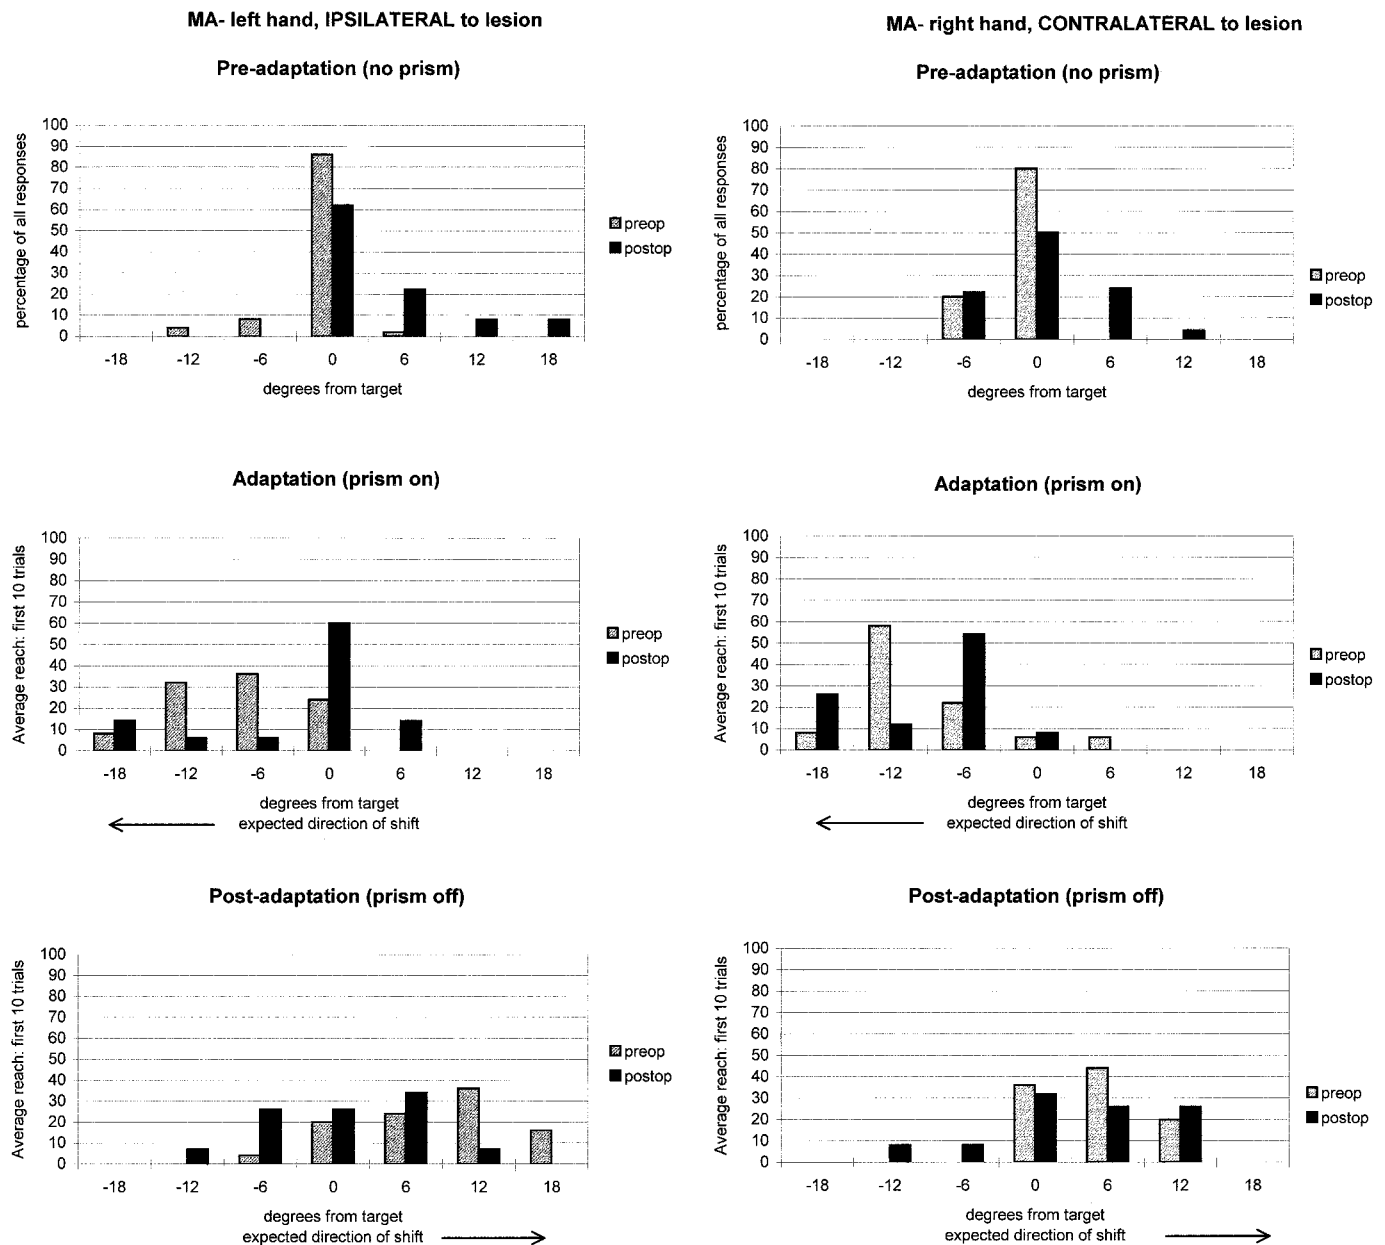 MA- left hand, IPSILATERAL to lesion
Pre-adaptation (no prism)
percentage of all responses
100
90
80
70
60
50
40
30
20
10
0
-18 -12 -6 0 6 12 18
degrees from target
preop
postop
MA- right hand, CONTRALATERAL to lesion
Pre-adaptation (no prism)
percentage of all responses
100
90
80
70
60
50
40
30
20
10
0
-18 -12 -6 0 6 12 18
degrees from target
preop
postop
Adaptation (prism on)
Average reach: first 10 trials
100
90
80
70
60
50
40
30
20
10
0
-18 -12 -6 0 6 12 18
degrees from target
expected direction of shift
preop
postop
Adaptation (prism on)
Average reach: first 10 trials
100
90
80
70
60
50
40
30
20
10
0
-18 -12 -6 0 6 12 18
degrees from target
expected direction of shift
preop
postop
Post-adaptation (prism off)
Average reach: first 10 trials
100
90
80
70
60
50
40
30
20
10
0
-18 -12 -6 0 6 12 18
degrees from target
expected direction of shift
preop
postop
Post-adaptation (prism off)
Average reach: first 10 trials
100
90
80
70
60
50
40
30
20
10
0
-18 -12 -6 0 6 12 18
degrees from target
expected direction of shift
preop
postop